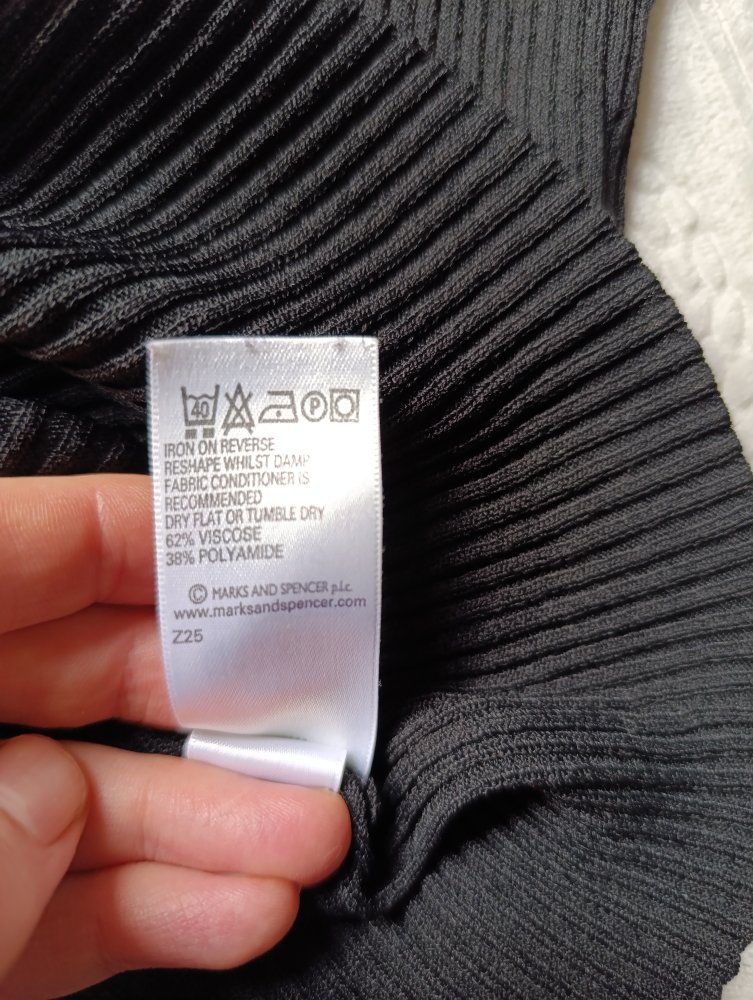 40 P
IRON ON REVERSE
RESHAPE WHILST DAMP
FABRIC CONDITIONER IS
RECOMMENDED
DRY FLAT OR TUMBLE DRY
62% VISCOSE
38% POLYAMIDE
© MARKS AND SPENCER p.l.c.
www.marksandspencer.com
Z25